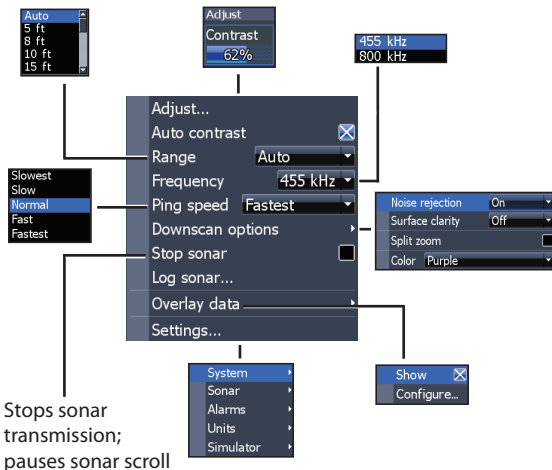 Auto
5 ft
8 ft
10 ft
15 ft
Adjust
Contrast
62%
455 kHz
800 kHz
Adjust...
Auto contrast
Range Auto
Frequency 455 kHz
Ping speed Fastest
Downscan options
Stop sonar
Log sonar...
Overlay data
Settings...
Slowest
Slow
Normal
Fast
Fastest
Noise rejection On
Surface clarity Off
Split zoom
Color Purple
System
Sonar
Alarms
Units
Simulator
Show
Configure...
Stops sonar
transmission;
pauses sonar scroll